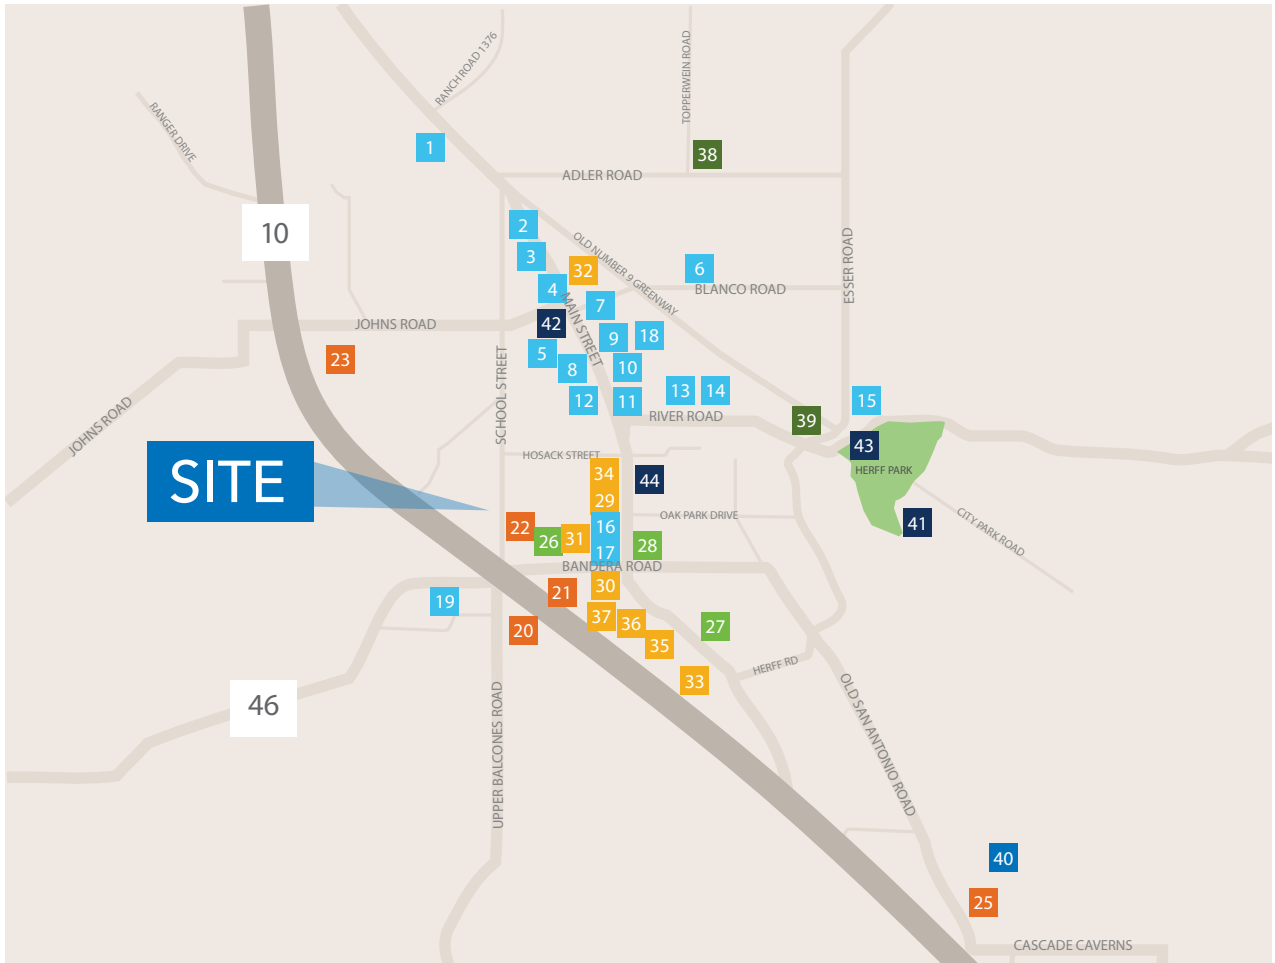 RANCH ROAD 1376
TOPPERWEIN ROAD
RANGER DRIVE
1
38
ADLER ROAD
10
2
3
OLD NUMBER 9 GREENWAY
ESSER ROAD
32
6
4
BLANCO ROAD
7
MAIN STREET
42
JOHNS ROAD
9
18
23
5
8
10
SCHOOL STREET
13
14
12
11
15
RIVER ROAD
39
JOHNS ROAD
43
HOSACK STREET
SITE
34
44
HERFF PARK
29
OAK PARK DRIVE
22
16
41
CITY PARK ROAD
26
31
17
28
BANDERA ROAD
21
30
19
37
36
27
20
35
HERFF RD
33
46
UPPER BALCONES ROAD
OLD SAN ANTONIO ROAD
40
25
CASCADE CAVERNS